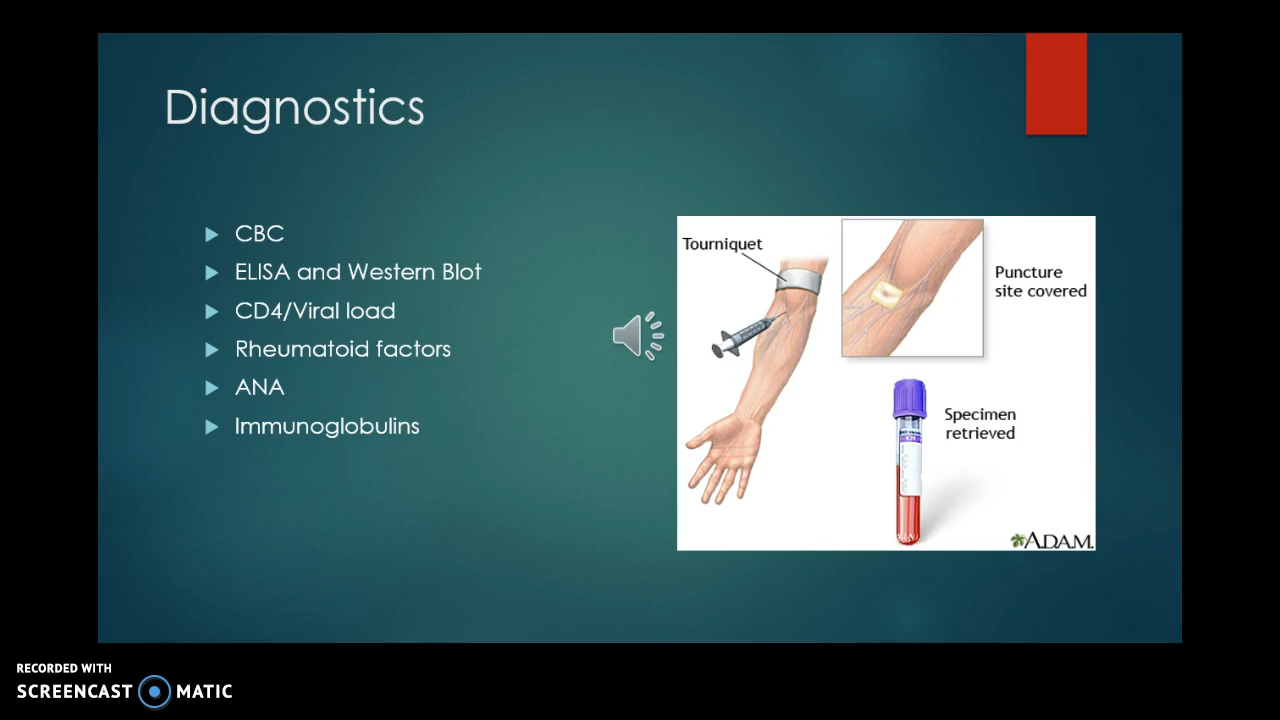 Diagnostics
CBC
ELISA and Western Blot
CD4/Viral load
Rheumatoid factors
ANA
Immunoglobulins
Tourniquet
Puncture
site covered
Specimen
retrieved
A.D.A.M.
RECORDED WITH
SCREENCAST MATIC